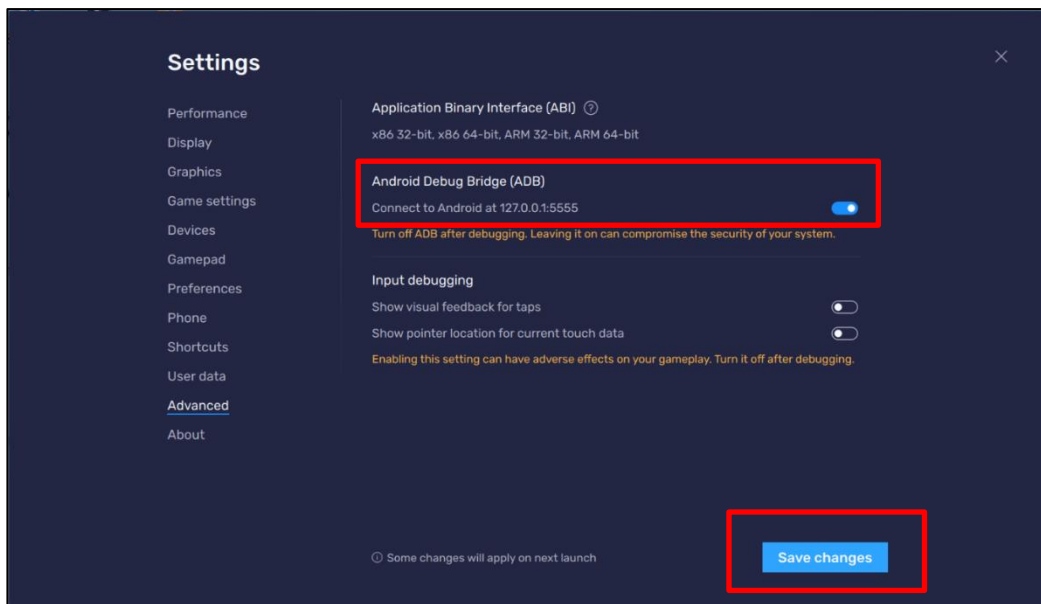 Settings
Performance
Display
Graphics
Game settings
Devices
Gamepad
Preferences
Phone
Shortcuts
User data
Advanced
About
Application Binary Interface (ABI)
x86 32-bit, x86 64-bit, ARM 32-bit, ARM 64-bit
Android Debug Bridge (ADB)
Connect to Android at 127.0.0.1:5555
Turn off ADB after debugging. Leaving it on can compromise the security of your system.
Input debugging
Show visual feedback for taps
Show pointer location for current touch data
Enabling this setting can have adverse effects on your gameplay. Turn it off after debugging.
Some changes will apply on next launch
Save changes